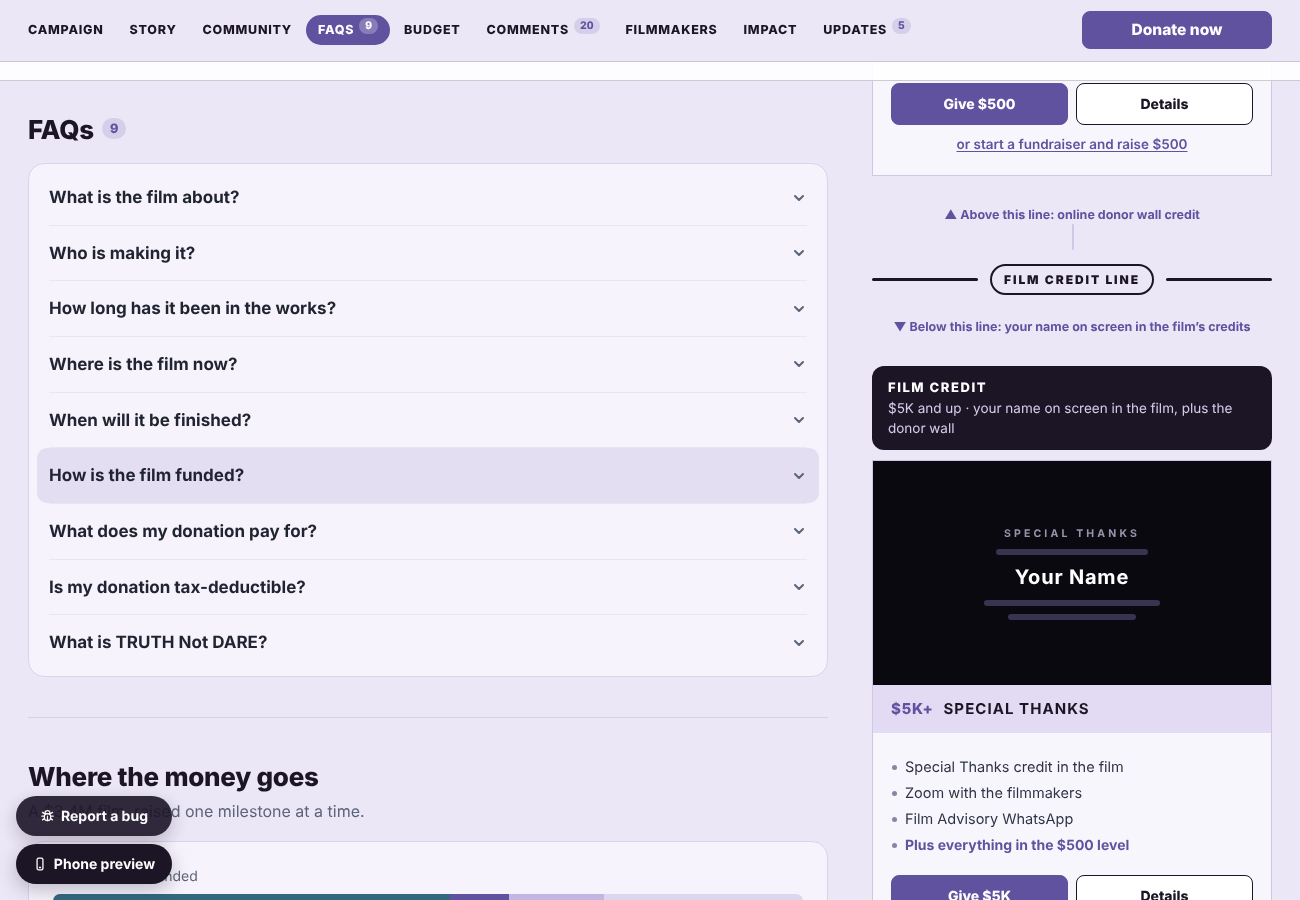 CAMPAIGN STORY COMMUNITY FAQS 9 BUDGET COMMENTS 20 FILMMAKERS IMPACT UPDATES 5 Donate now
FAQs 9
What is the film about?
Who is making it?
How long has it been in the works?
Where is the film now?
When will it be finished?
How is the film funded?
What does my donation pay for?
Is my donation tax-deductible?
What is TRUTH Not DARE?
Where the money goes
one milestone at a time.
Report a bug
Phone preview
Give $500 Details
or start a fundraiser and raise $500
▲ Above this line: online donor wall credit
FILM CREDIT LINE
▼ Below this line: your name on screen in the film’s credits
FILM CREDIT
$5K and up · your name on screen in the film, plus the
donor wall
SPECIAL THANKS
Your Name
$5K+ SPECIAL THANKS
Special Thanks credit in the film
Zoom with the filmmakers
Film Advisory WhatsApp
Plus everything in the $500 level
Give $5K Details